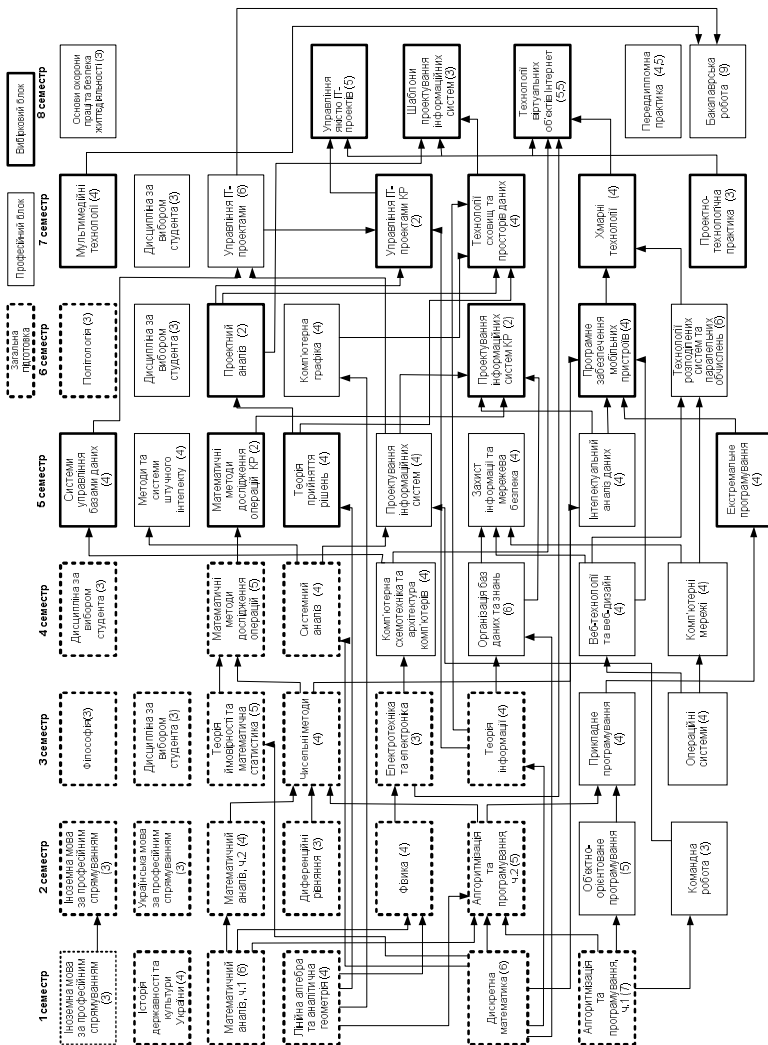 Загальна
підготовка
Професійний блок
Вибірковий блок
1 семестр
2 семестр
3 семестр
4 семестр
5 семестр
6 семестр
7 семестр
8 семестр
Іноземна мова
за професійним
спрямуванням
(3)
Історія
державності та
культури
України (4)
Математичний
аналіз, ч.1 (6)
Лінійна алгебра
та аналітична
геометрія (4)
Дискретна
математика (6)
Алгоритмізація
та
програмування,
ч.1 (7)
Іноземна мова
за професійним
спрямуванням
(3)
Українська мова
за професійним
спрямуванням
(3)
Математичний
аналіз, ч.2 (4)
Диференційні
рівняння (3)
Фізика (4)
Алгоритмізація
та
програмування,
ч.2 (5)
Об'єктно-
орієнтоване
програмування
(5)
Командна
робота (3)
Філософія(3)
Дисципліна за
вибором
студента (3)
Теорія
ймовірності та
математична
статистика (5)
Чисельні методи
(4)
Електротехніка
та електроніка
(3)
Теорія
інформації (4)
Прикладне
програмування
(4)
Операційні
системи (4)
Дисципліна за
вибором
студента (3)
Математичні
методи
дослідження
операцій (5)
Системний
аналіз (4)
Комп'ютерна
схемотехніка та
архітектура
комп'ютерів (4)
Організація баз
даних та знань
(6)
Веб-технології
та веб-дизайн
(4)
Комп'ютерні
мережі (4)
Системи
управління
базами даних
(4)
Методи та
системи
штучного
інтелекту (4)
Математичні
методи
дослідження
операцій КР (2)
Теорія
прийняття
рішень (4)
Проектування
інформаційних
систем (4)
Захист
інформації та
мережева
безпека (4)
Інтелектуальний
аналіз даних
(4)
Екстремальне
програмування
(4)
Політологія (3)
Дисципліна за
вибором
студента (3)
Проектний
аналіз (2)
Комп'ютерна
графіка (4)
Проектування
інформаційних
систем КР (2)
Програмне
забезпечення
мобільних
пристроїв (4)
Технології
розподілених
систем та
паралельних
обчислень (6)
Мультимедійні
технології (4)
Дисципліна за
вибором
студента (3)
Управління ІТ-
проектами (6)
Управління ІТ-
проектами КР
(2)
Технології
сховищ та
просторів даних
(4)
Хмарні
технології (4)
Проектно-
технологічна
практика (3)
Основи охорони
праці та безпека
життєдіяльності (3)
Управління
якістю ІТ-
проектів (5)
Шаблони
проектування
інформаційних
систем (3)
Технології
віртуальних
об'єктів Інтернет
(5,5)
Переддипломна
практика (4,5)
Бакалаврська
робота (9)